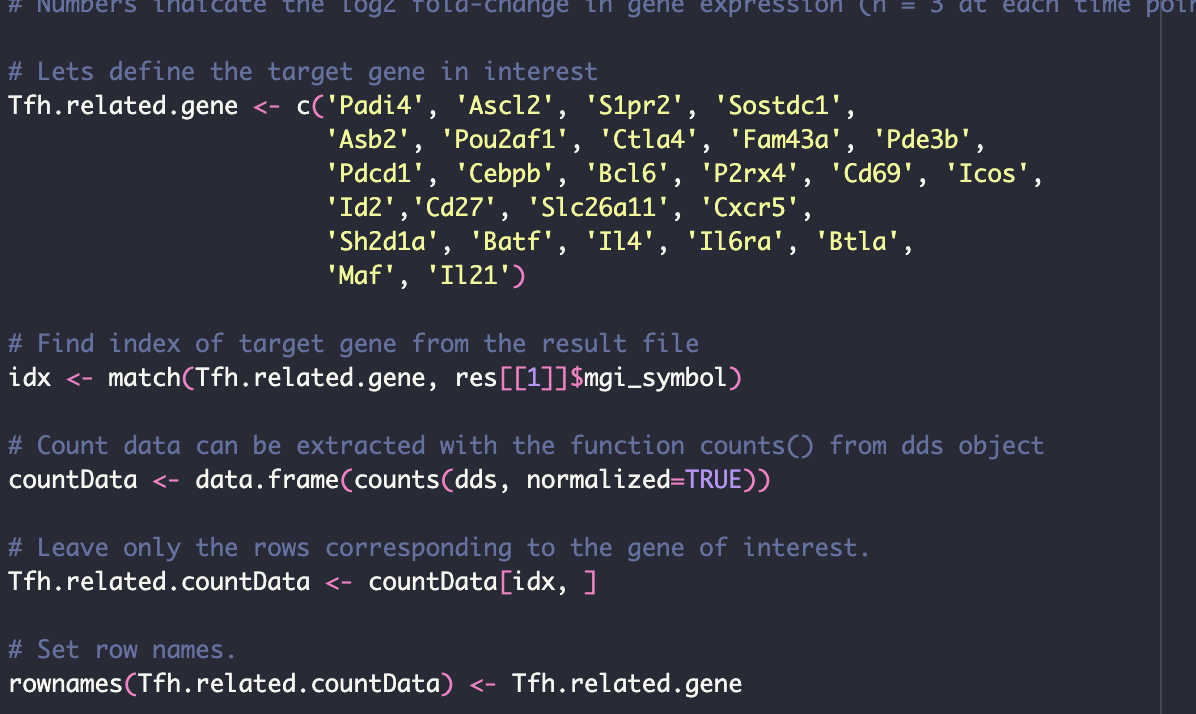 # Numbers indicate the log2 fold-change in gene expression (n = 3 at each time poin
# Lets define the target gene in interest
Tfh.related.gene <- c('Padi4', 'Ascl2', 'S1pr2', 'Sostdc1',
'Asb2', 'Pou2af1', 'Ctla4', 'Fam43a', 'Pde3b',
'Pdcd1', 'Cebpb', 'Bcl6', 'P2rx4', 'Cd69', 'Icos',
'Id2','Cd27', 'Slc26a11', 'Cxcr5',
'Sh2d1a', 'Batf', 'Il4', 'Il6ra', 'Btla',
'Maf', 'Il21')
# Find index of target gene from the result file
idx <- match(Tfh.related.gene, res[[1]]$mgi_symbol)
# Count data can be extracted with the function counts() from dds object
countData <- data.frame(counts(dds, normalized=TRUE))
# Leave only the rows corresponding to the gene of interest.
Tfh.related.countData <- countData[idx, ]
# Set row names.
rownames(Tfh.related.countData) <- Tfh.related.gene